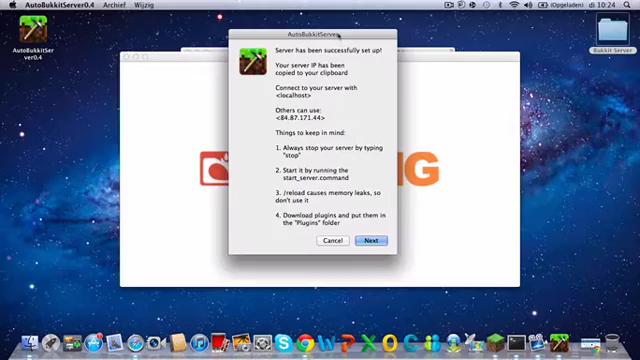 AutoBukkitServer0.4 Archief Wijzig
(Opgeladen) di 10:24
AutoBukkitSer
ver0.4
Bukkit Server
AutoBukkitServer
Server has been successfully set up!
Your server IP has been
copied to your clipboard
Connect to your server with
<localhost>
Others can use:
<84.87.171.44>
Things to keep in mind:
1. Always stop your server by typing
"stop"
2. Start it by running the
start_server.command
3. /reload causes memory leaks, so
don't use it
4. Download plugins and put them in
the "Plugins" folder
Cancel Next
NG